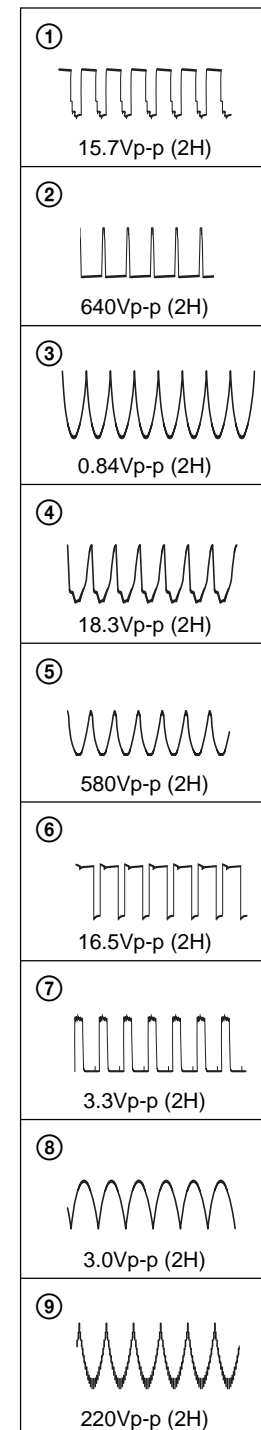 ①
15.7Vp-p (2H)
②
640Vp-p (2H)
③
0.84Vp-p (2H)
④
18.3Vp-p (2H)
⑤
580Vp-p (2H)
⑥
16.5Vp-p (2H)
⑦
3.3Vp-p (2H)
⑧
3.0Vp-p (2H)
⑨
220Vp-p (2H)